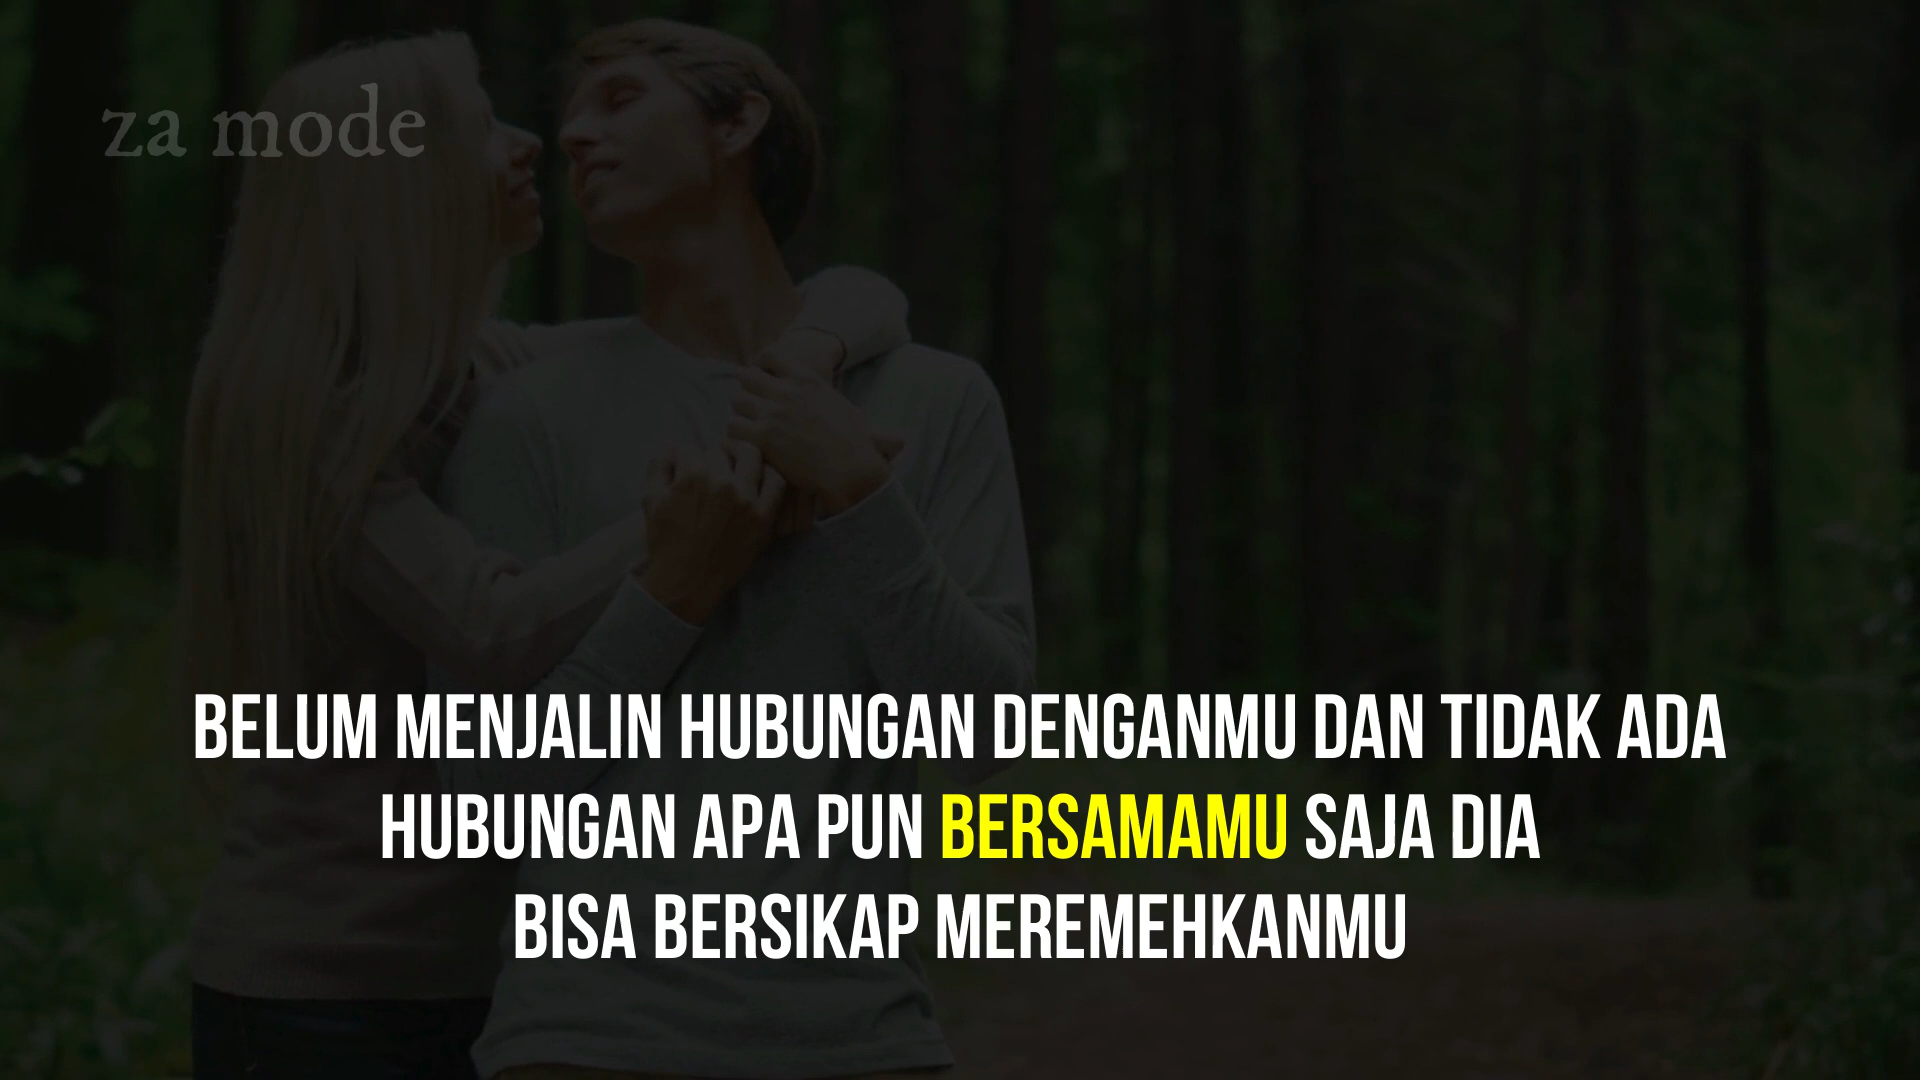 za mode
BELUM MENJALIN HUBUNGAN DENGANMU DAN TIDAK ADA
HUBUNGAN APA PUN BERSAMAMU SAJA DIA
BISA BERSIKAP MEREMEHKANMU